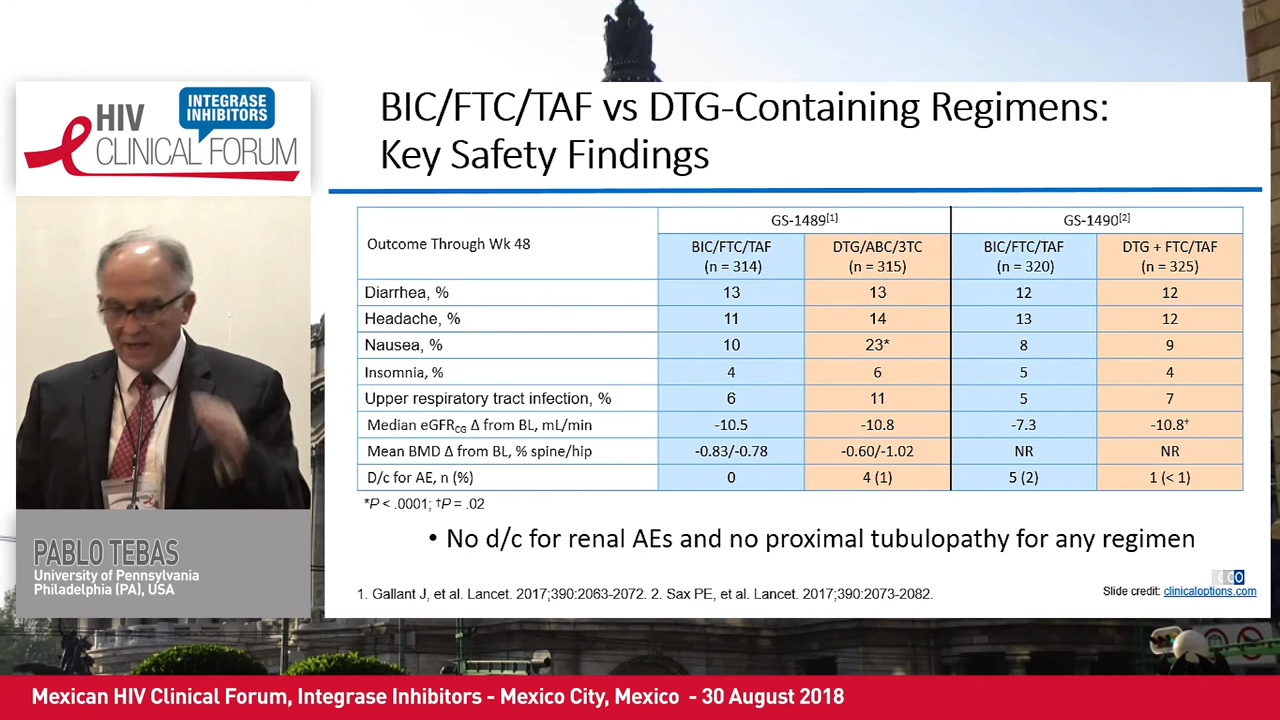 HIV
INTEGRASE
INHIBITORS
CLINICAL FORUM
BIC/FTC/TAF vs DTG-Containing Regimens:
Key Safety Findings
Outcome Through Wk 48 GS-1489[1] GS-1490[2]
BIC/FTC/TAF (n = 314) DTG/ABC/3TC (n = 315) BIC/FTC/TAF (n = 320) DTG + FTC/TAF (n = 325)
Diarrhea, % 13 13 12 12
Headache, % 11 14 13 12
Nausea, % 10 23* 8 9
Insomnia, % 4 6 5 4
Upper respiratory tract infection, % 6 11 5 7
Median eGFRCG Δ from BL, mL/min -10.5 -10.8 -7.3 -10.8†
Mean BMD Δ from BL, % spine/hip -0.83/-0.78 -0.60/-1.02 NR NR
D/c for AE, n (%) 0 4 (1) 5 (2) 1 (< 1)
*P < .0001; †P = .02
• No d/c for renal AEs and no proximal tubulopathy for any regimen
1. Gallant J, et al. Lancet. 2017;390:2063-2072. 2. Sax PE, et al. Lancet. 2017;390:2073-2082.
CCO
Slide credit: clinicaloptions.com
PABLO TEBAS
University of Pennsylvania
Philadelphia (PA), USA
Mexican HIV Clinical Forum, Integrase Inhibitors - Mexico City, Mexico - 30 August 2018